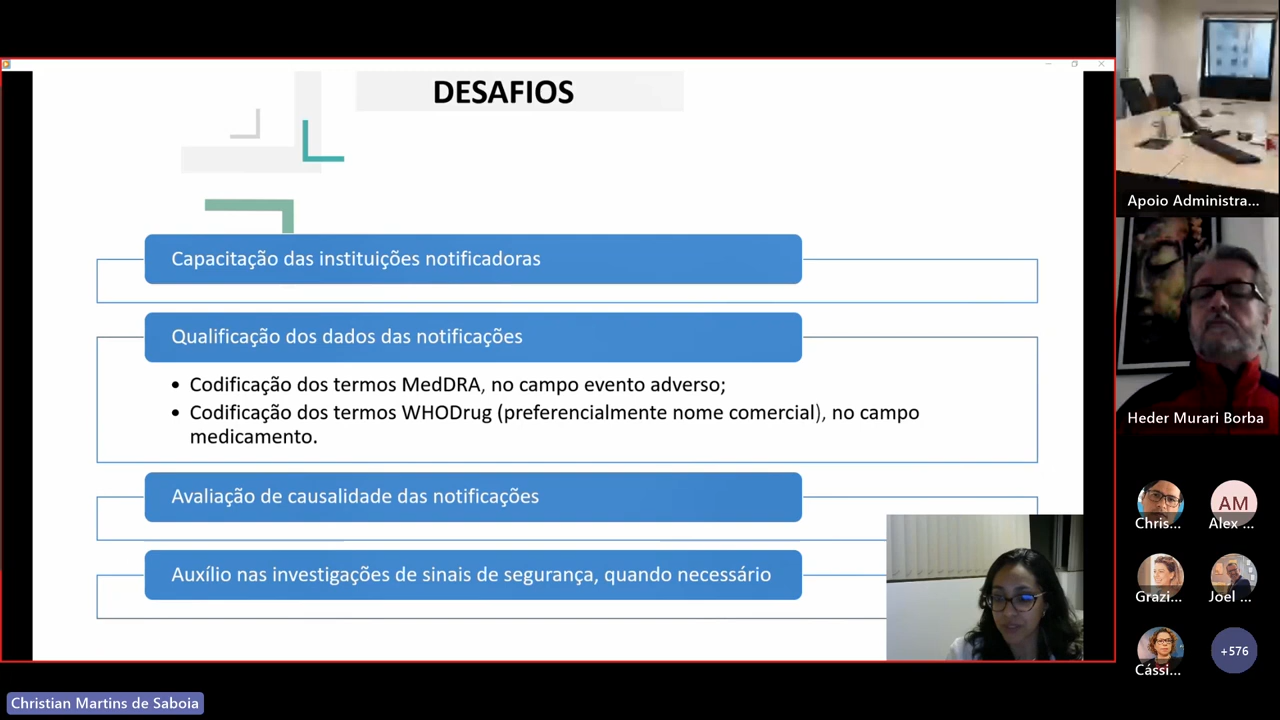 DESAFIOS
Capacitação das instituições notificadoras
Qualificação dos dados das notificações
• Codificação dos termos MedDRA, no campo evento adverso;
• Codificação dos termos WHODrug (preferencialmente nome comercial), no campo
medicamento.
Avaliação de causalidade das notificações
Auxílio nas investigações de sinais de segurança, quando necessário
Apoio Administra...
Heder Murari Borba
Chris...
AM
Alex ...
Grazi...
Joel ...
Cássi...
+576
Christian Martins de Saboia